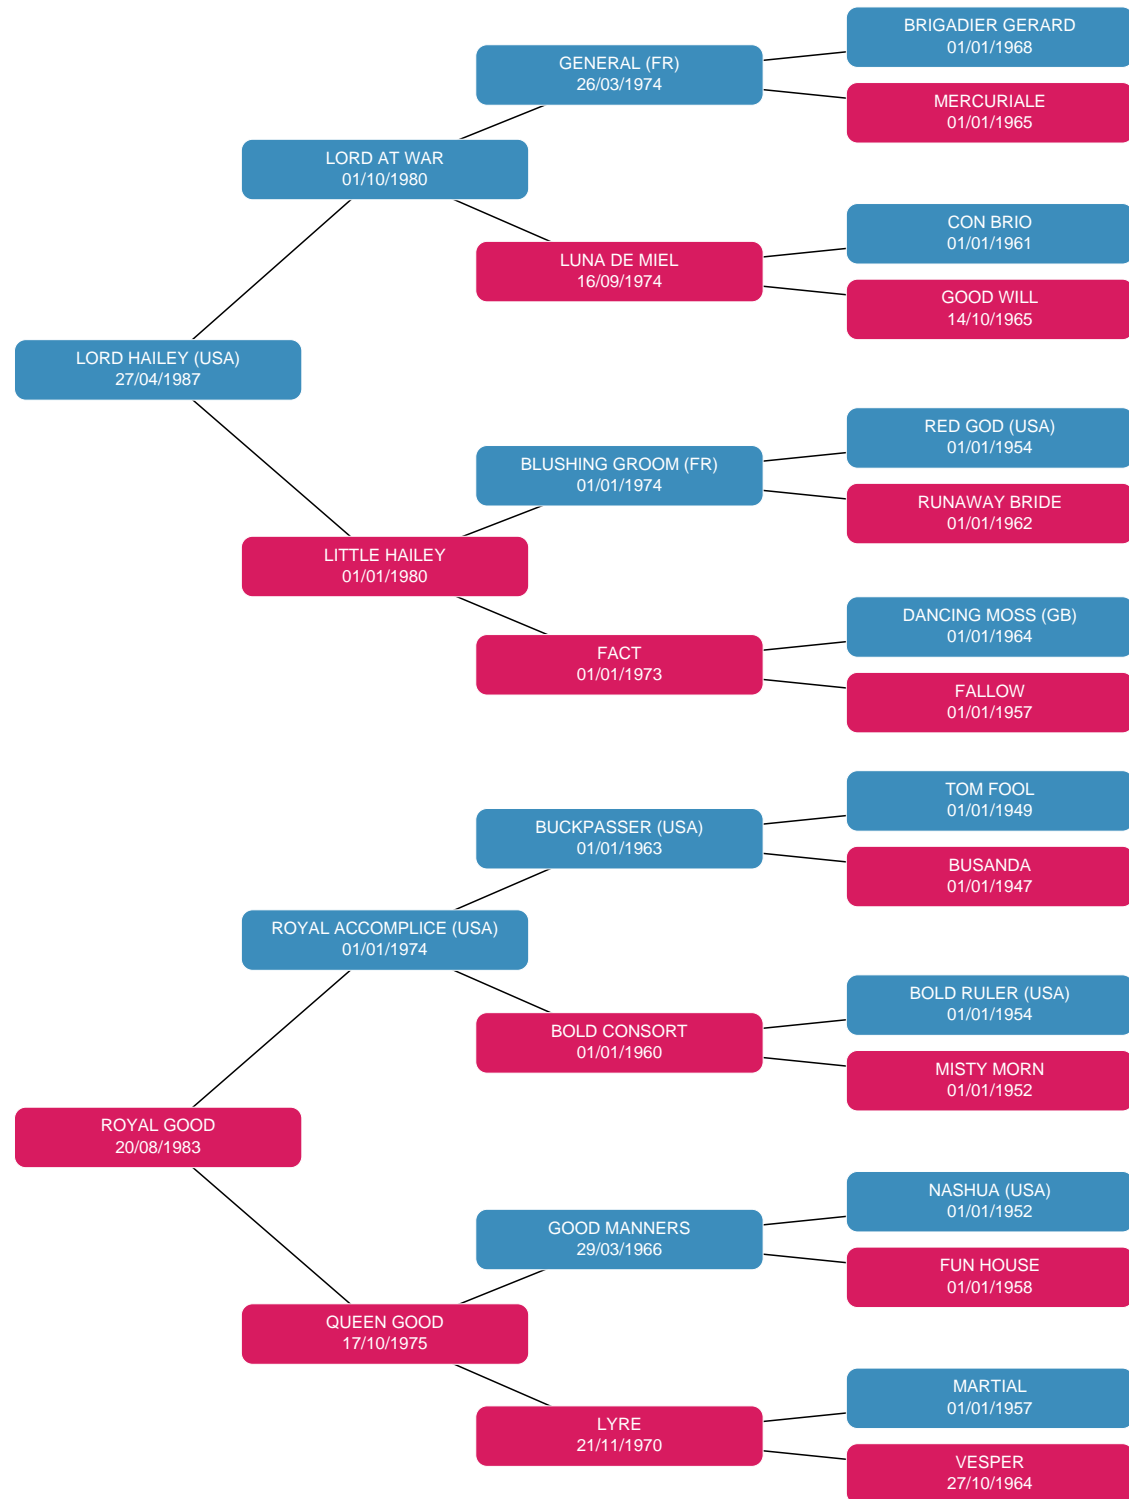 BRIGADIER GERARD
01/01/1968
GENERAL (FR)
26/03/1974
MERCURIALE
01/01/1965
LORD AT WAR
01/10/1980
CON BRIO
01/01/1961
LUNA DE MIEL
16/09/1974
GOOD WILL
14/10/1965
LORD HAILEY (USA)
27/04/1987
RED GOD (USA)
01/01/1954
BLUSHING GROOM (FR)
01/01/1974
RUNAWAY BRIDE
01/01/1962
LITTLE HAILEY
01/01/1980
DANCING MOSS (GB)
01/01/1964
FACT
01/01/1973
FALLOW
01/01/1957
TOM FOOL
01/01/1949
BUCKPASSER (USA)
01/01/1963
BUSANDA
01/01/1947
ROYAL ACCOMPLICE (USA)
01/01/1974
BOLD RULER (USA)
01/01/1954
BOLD CONSORT
01/01/1960
MISTY MORN
01/01/1952
ROYAL GOOD
20/08/1983
NASHUA (USA)
01/01/1952
GOOD MANNERS
29/03/1966
FUN HOUSE
01/01/1958
QUEEN GOOD
17/10/1975
MARTIAL
01/01/1957
LYRE
21/11/1970
VESPER
27/10/1964